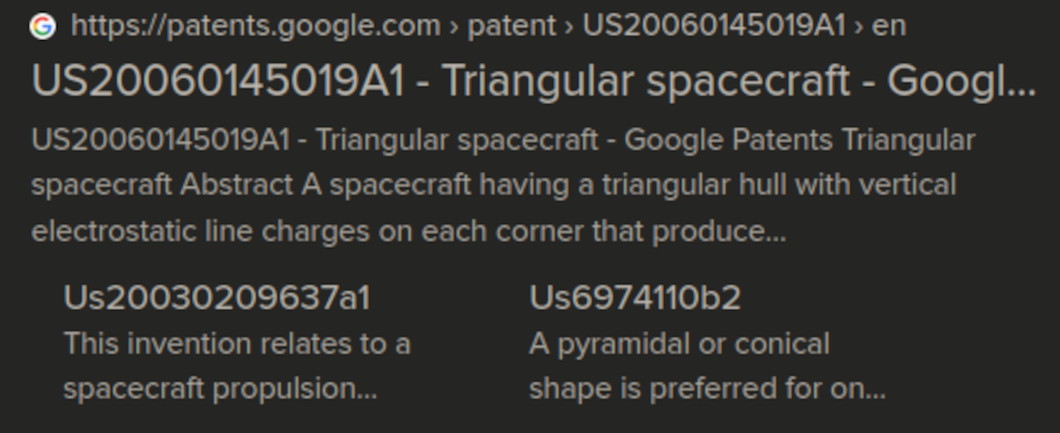 https://patents.google.com › patent › US20060145019A1 › en
US20060145019A1 - Triangular spacecraft - Googl...
US20060145019A1 - Triangular spacecraft - Google Patents Triangular
spacecraft Abstract A spacecraft having a triangular hull with vertical
electrostatic line charges on each corner that produce...
Us20030209637a1
This invention relates to a
spacecraft propulsion...
Us6974110b2
A pyramidal or conical
shape is preferred for on...